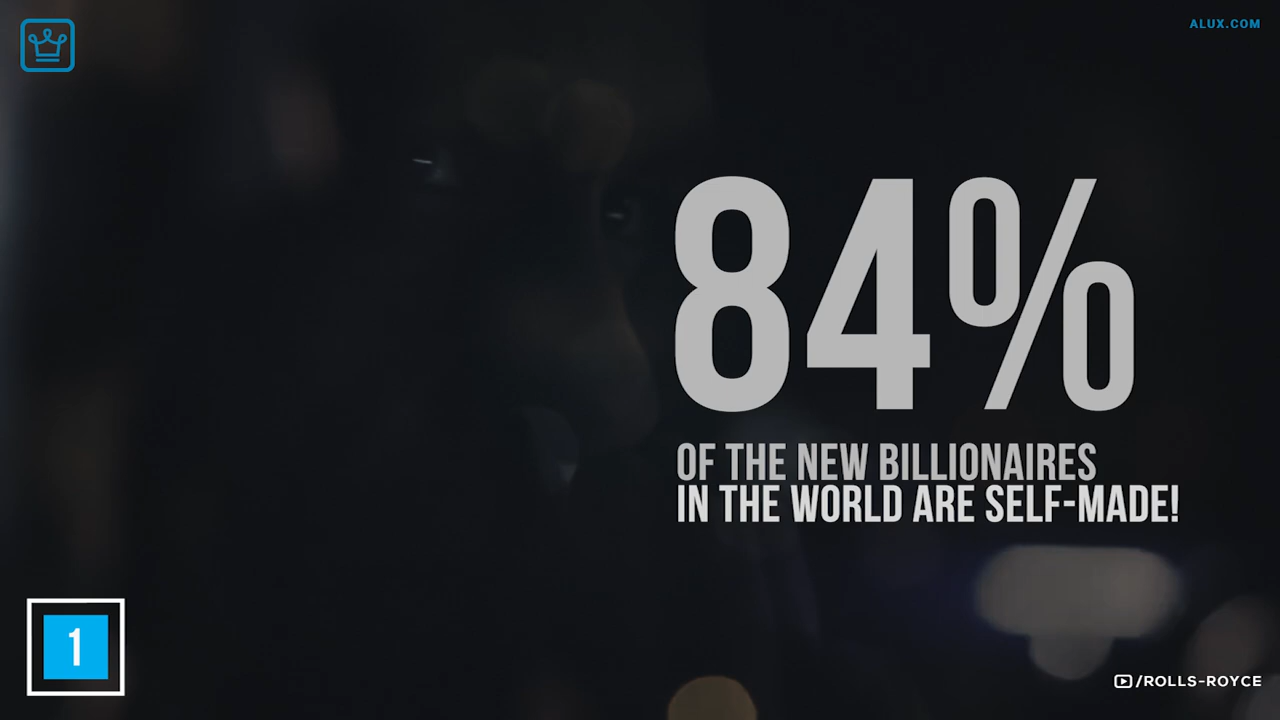 ALUX.COM
84%
OF THE NEW BILLIONAIRES
IN THE WORLD ARE SELF-MADE!
1
/ROLLS-ROYCE